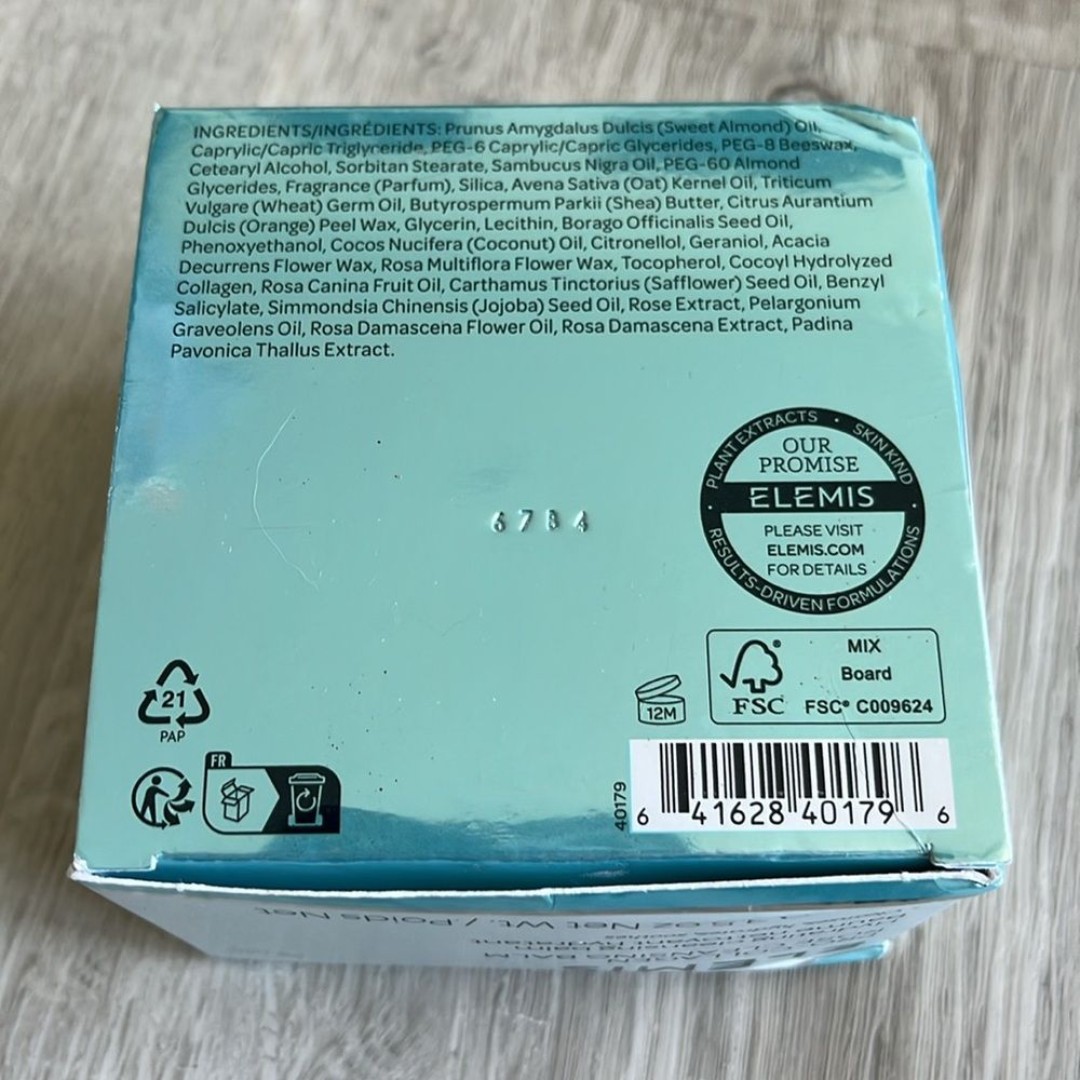 INGREDIENTS/INGRÉDIENTS: Prunus Amygdalus Dulcis (Sweet Almond) Oil,
Caprylic/Capric Triglyceride, PEG-6 Caprylic/Capric Glycerides, PEG-8 Beeswax,
Cetearyl Alcohol, Sorbitan Stearate, Sambucus Nigra Oil, PEG-60 Almond
Glycerides, Fragrance (Parfum), Silica, Avena Sativa (Oat) Kernel Oil, Triticum
Vulgare (Wheat) Germ Oil, Butyrospermum Parkii (Shea) Butter, Citrus Aurantium
Dulcis (Orange) Peel Wax, Glycerin, Lecithin, Borago Officinalis Seed Oil,
Phenoxyethanol, Cocos Nucifera (Coconut) Oil, Citronellol, Geraniol, Acacia
Decurrens Flower Wax, Rosa Multiflora Flower Wax, Tocopherol, Cocoyl Hydrolyzed
Collagen, Rosa Canina Fruit Oil, Carthamus Tinctorius (Safflower) Seed Oil, Benzyl
Salicylate, Simmondsia Chinensis (Jojoba) Seed Oil, Rose Extract, Pelargonium
Graveolens Oil, Rosa Damascena Flower Oil, Rosa Damascena Extract, Padina
Pavonica Thallus Extract.
PLANT EXTRACTS • SKIN KIND
OUR
PROMISE
ELEMIS
PLEASE VISIT
ELEMIS.COM
FOR DETAILS
RESULTS-DRIVEN FORMULATIONS
6784
21
PAP
12M
FSC®
MIX
Board
FSC® C009624
FR
40179
6 41628 40179 6
Net Wt. / Poids Net
CLEANSING BALM